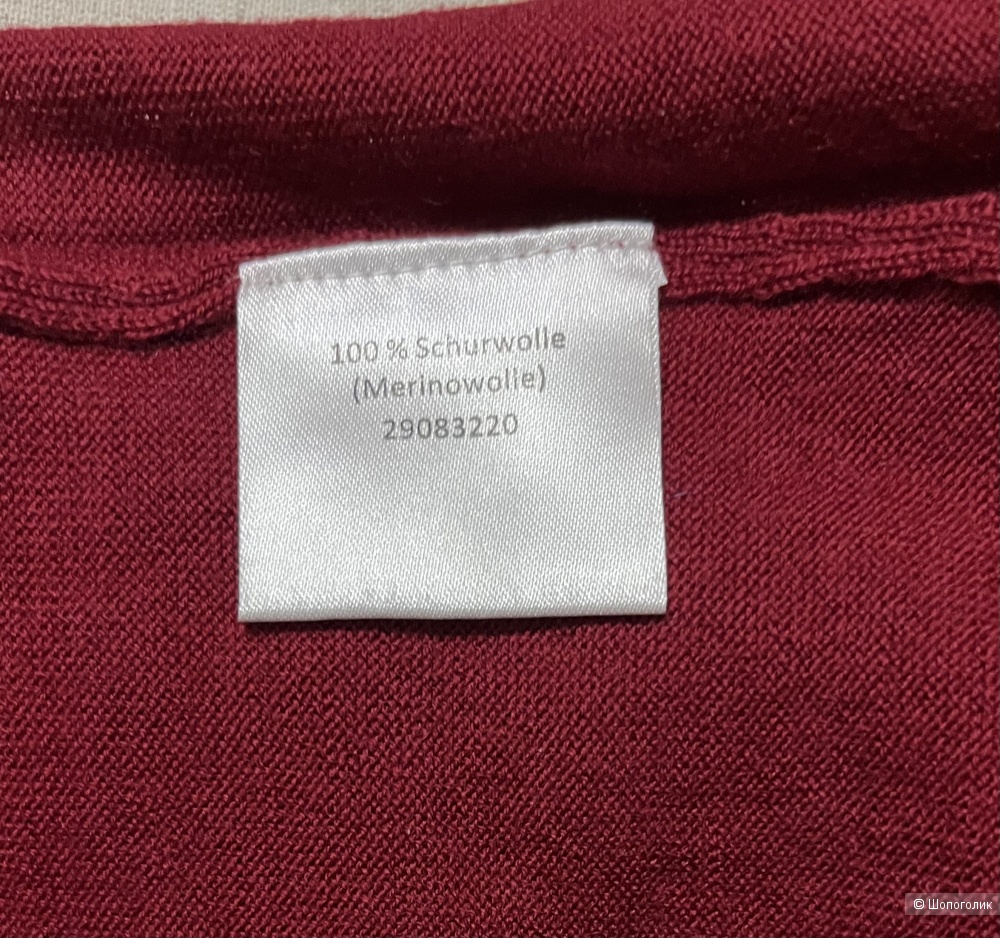 100 % Schurwolle
(Merinowolle)
29083220
© Шопоголик